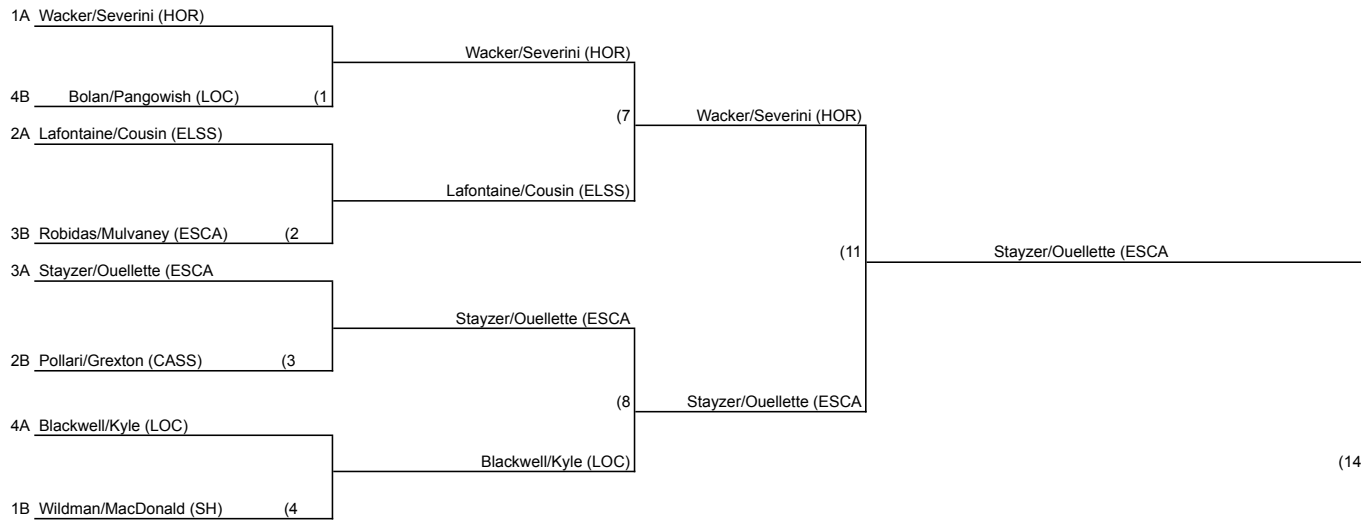 1A Wacker/Severini (HOR)
Wacker/Severini (HOR)
4B Bolan/Pangowish (LOC) (1
(7 Wacker/Severini (HOR)
2A Lafontaine/Cousin (ELSS)
Lafontaine/Cousin (ELSS)
3B Robidas/Mulvaney (ESCA) (2
(11 Stayzer/Ouellette (ESCA
3A Stayzer/Ouellette (ESCA
Stayzer/Ouellette (ESCA
2B Pollari/Grexton (CASS) (3
(8 Stayzer/Ouellette (ESCA
4A Blackwell/Kyle (LOC)
Blackwell/Kyle (LOC)
(14
1B Wildman/MacDonald (SH) (4